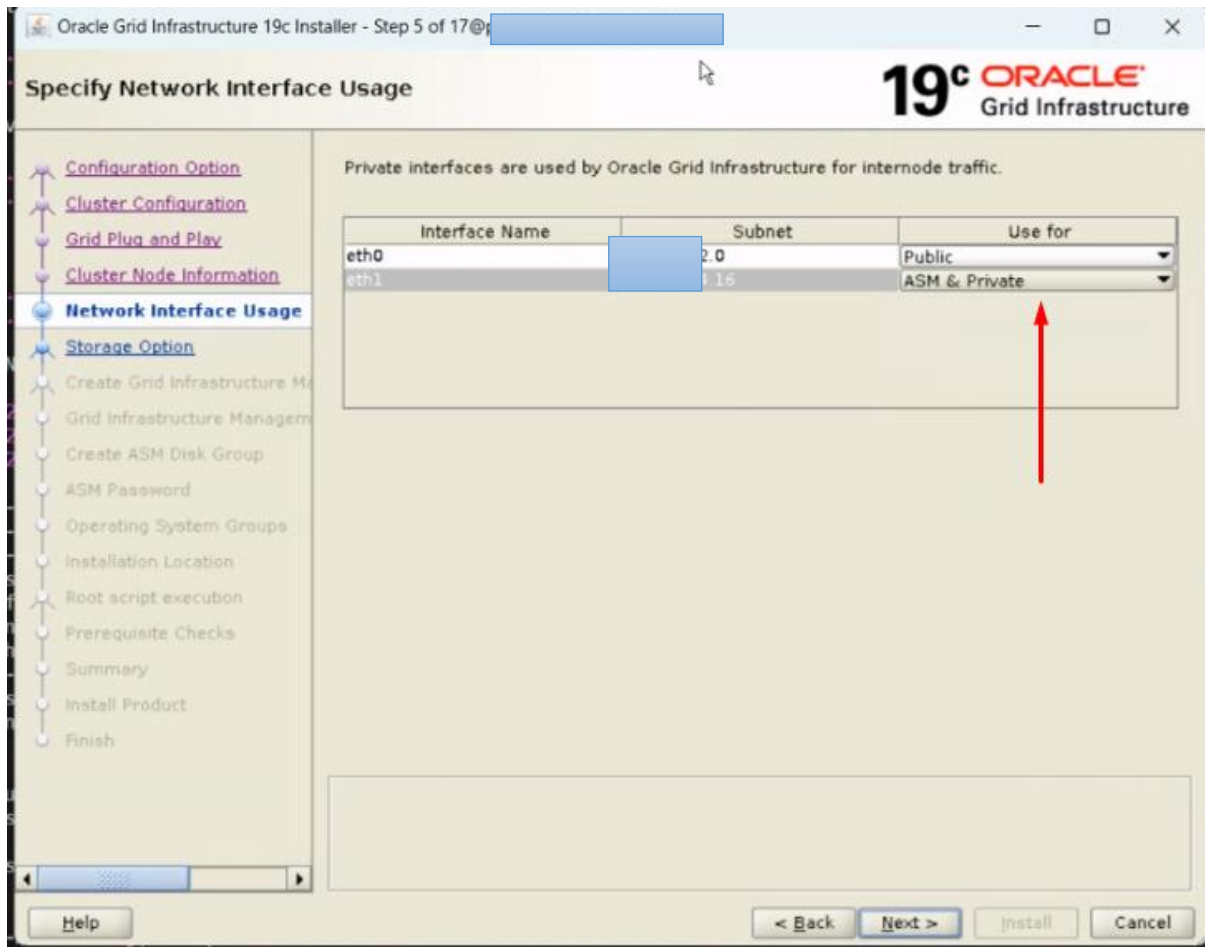 Oracle Grid Infrastructure 19c Installer - Step 5 of 17@p
Specify Network Interface Usage
19c ORACLE
Grid Infrastructure
Configuration Option
Cluster Configuration
Grid Plug and Play
Cluster Node Information
Network Interface Usage
Storage Option
Create Grid Infrastructure Ma
Grid Infrastructure Managem
Create ASM Disk Group
ASM Password
Operating System Groups
Installation Location
Root script execution
Prerequisite Checks
Summary
Install Product
Finish
Private interfaces are used by Oracle Grid Infrastructure for internode traffic.
Interface Name Subnet Use for
eth0 2.0 Public
eth1 .16 ASM & Private
Help < Back Next > Install Cancel